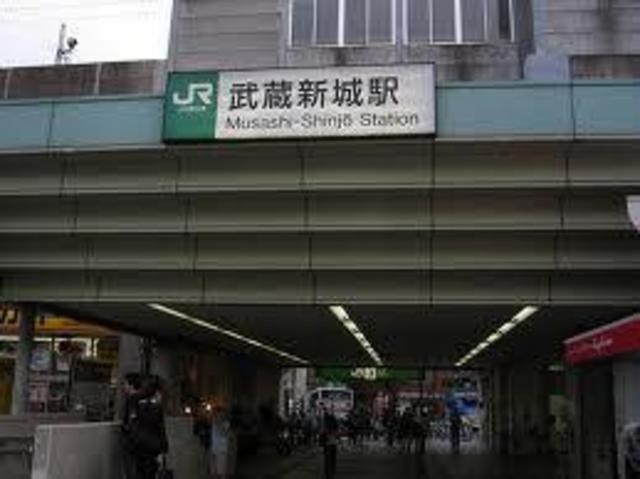 JR 武蔵新城駅
Musashi-Shinjō Station